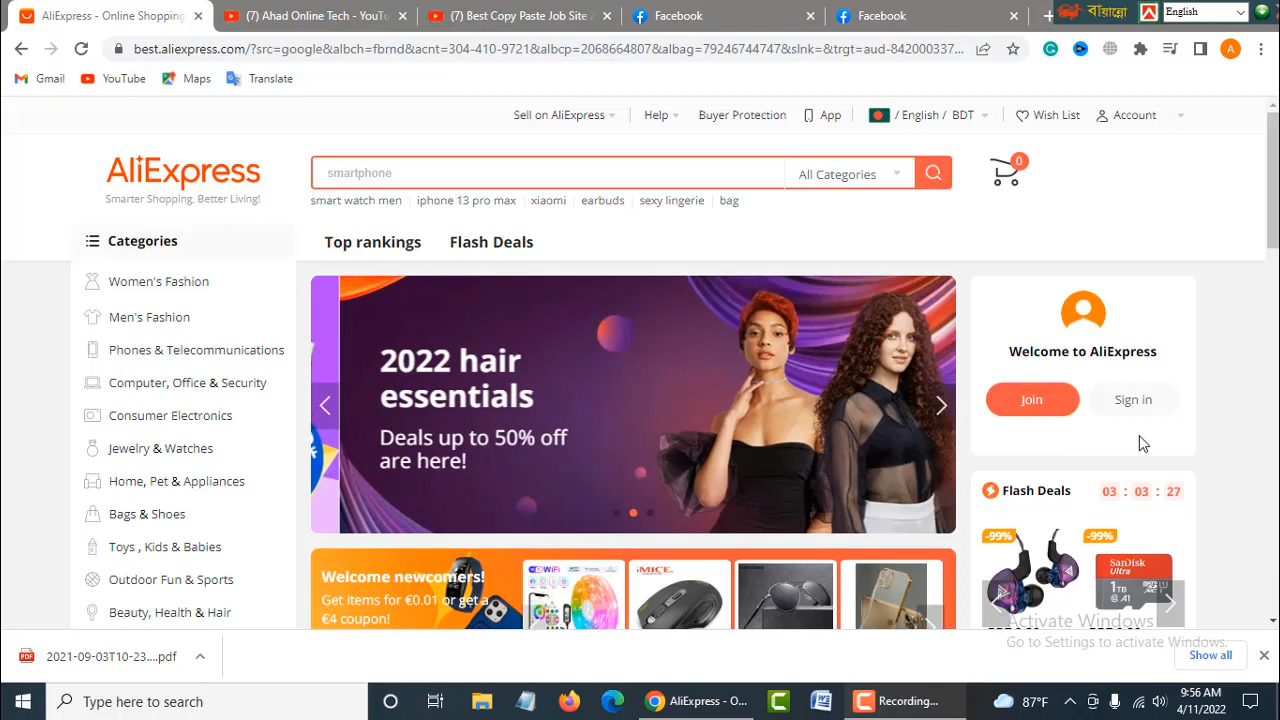 AliExpress - Online Shopping
(7) Ahad Online Tech - YouTu
(7) Best Copy Paste Job Site 2
Facebook
Facebook
বায়ান্নো
English
best.aliexpress.com/?src=google&albch=fbrnd&acnt=304-410-9721&albcp=2068664807&albag=79246744747&slnk=&trgt=aud-842000337...
A
Gmail
YouTube
Maps
Translate
Sell on AliExpress
Help
Buyer Protection
App
/ English / BDT
Wish List
Account
AliExpress
Smarter Shopping, Better Living!
smartphone
All Categories
0
smart watch men
iphone 13 pro max
xiaomi
earbuds
sexy lingerie
bag
Categories
Top rankings
Flash Deals
Women's Fashion
Men's Fashion
Phones & Telecommunications
Computer, Office & Security
Consumer Electronics
Jewelry & Watches
Home, Pet & Appliances
Bags & Shoes
Toys , Kids & Babies
Outdoor Fun & Sports
Beauty, Health & Hair
2022 hair
essentials
Deals up to 50% off
are here!
Welcome to AliExpress
Join
Sign in
Flash Deals
03 : 03 : 27
-99%
-99%
SanDisk
Ultra
1TB
A1
Welcome newcomers!
Get items for €0.01 or get a
€4 coupon!
WiFi
iMICE
Activate Windows
Go to Settings to activate Windows.
2021-09-03T10-23....pdf
Show all
Type here to search
AliExpress - O...
Recording...
87°F
9:56 AM
4/11/2022